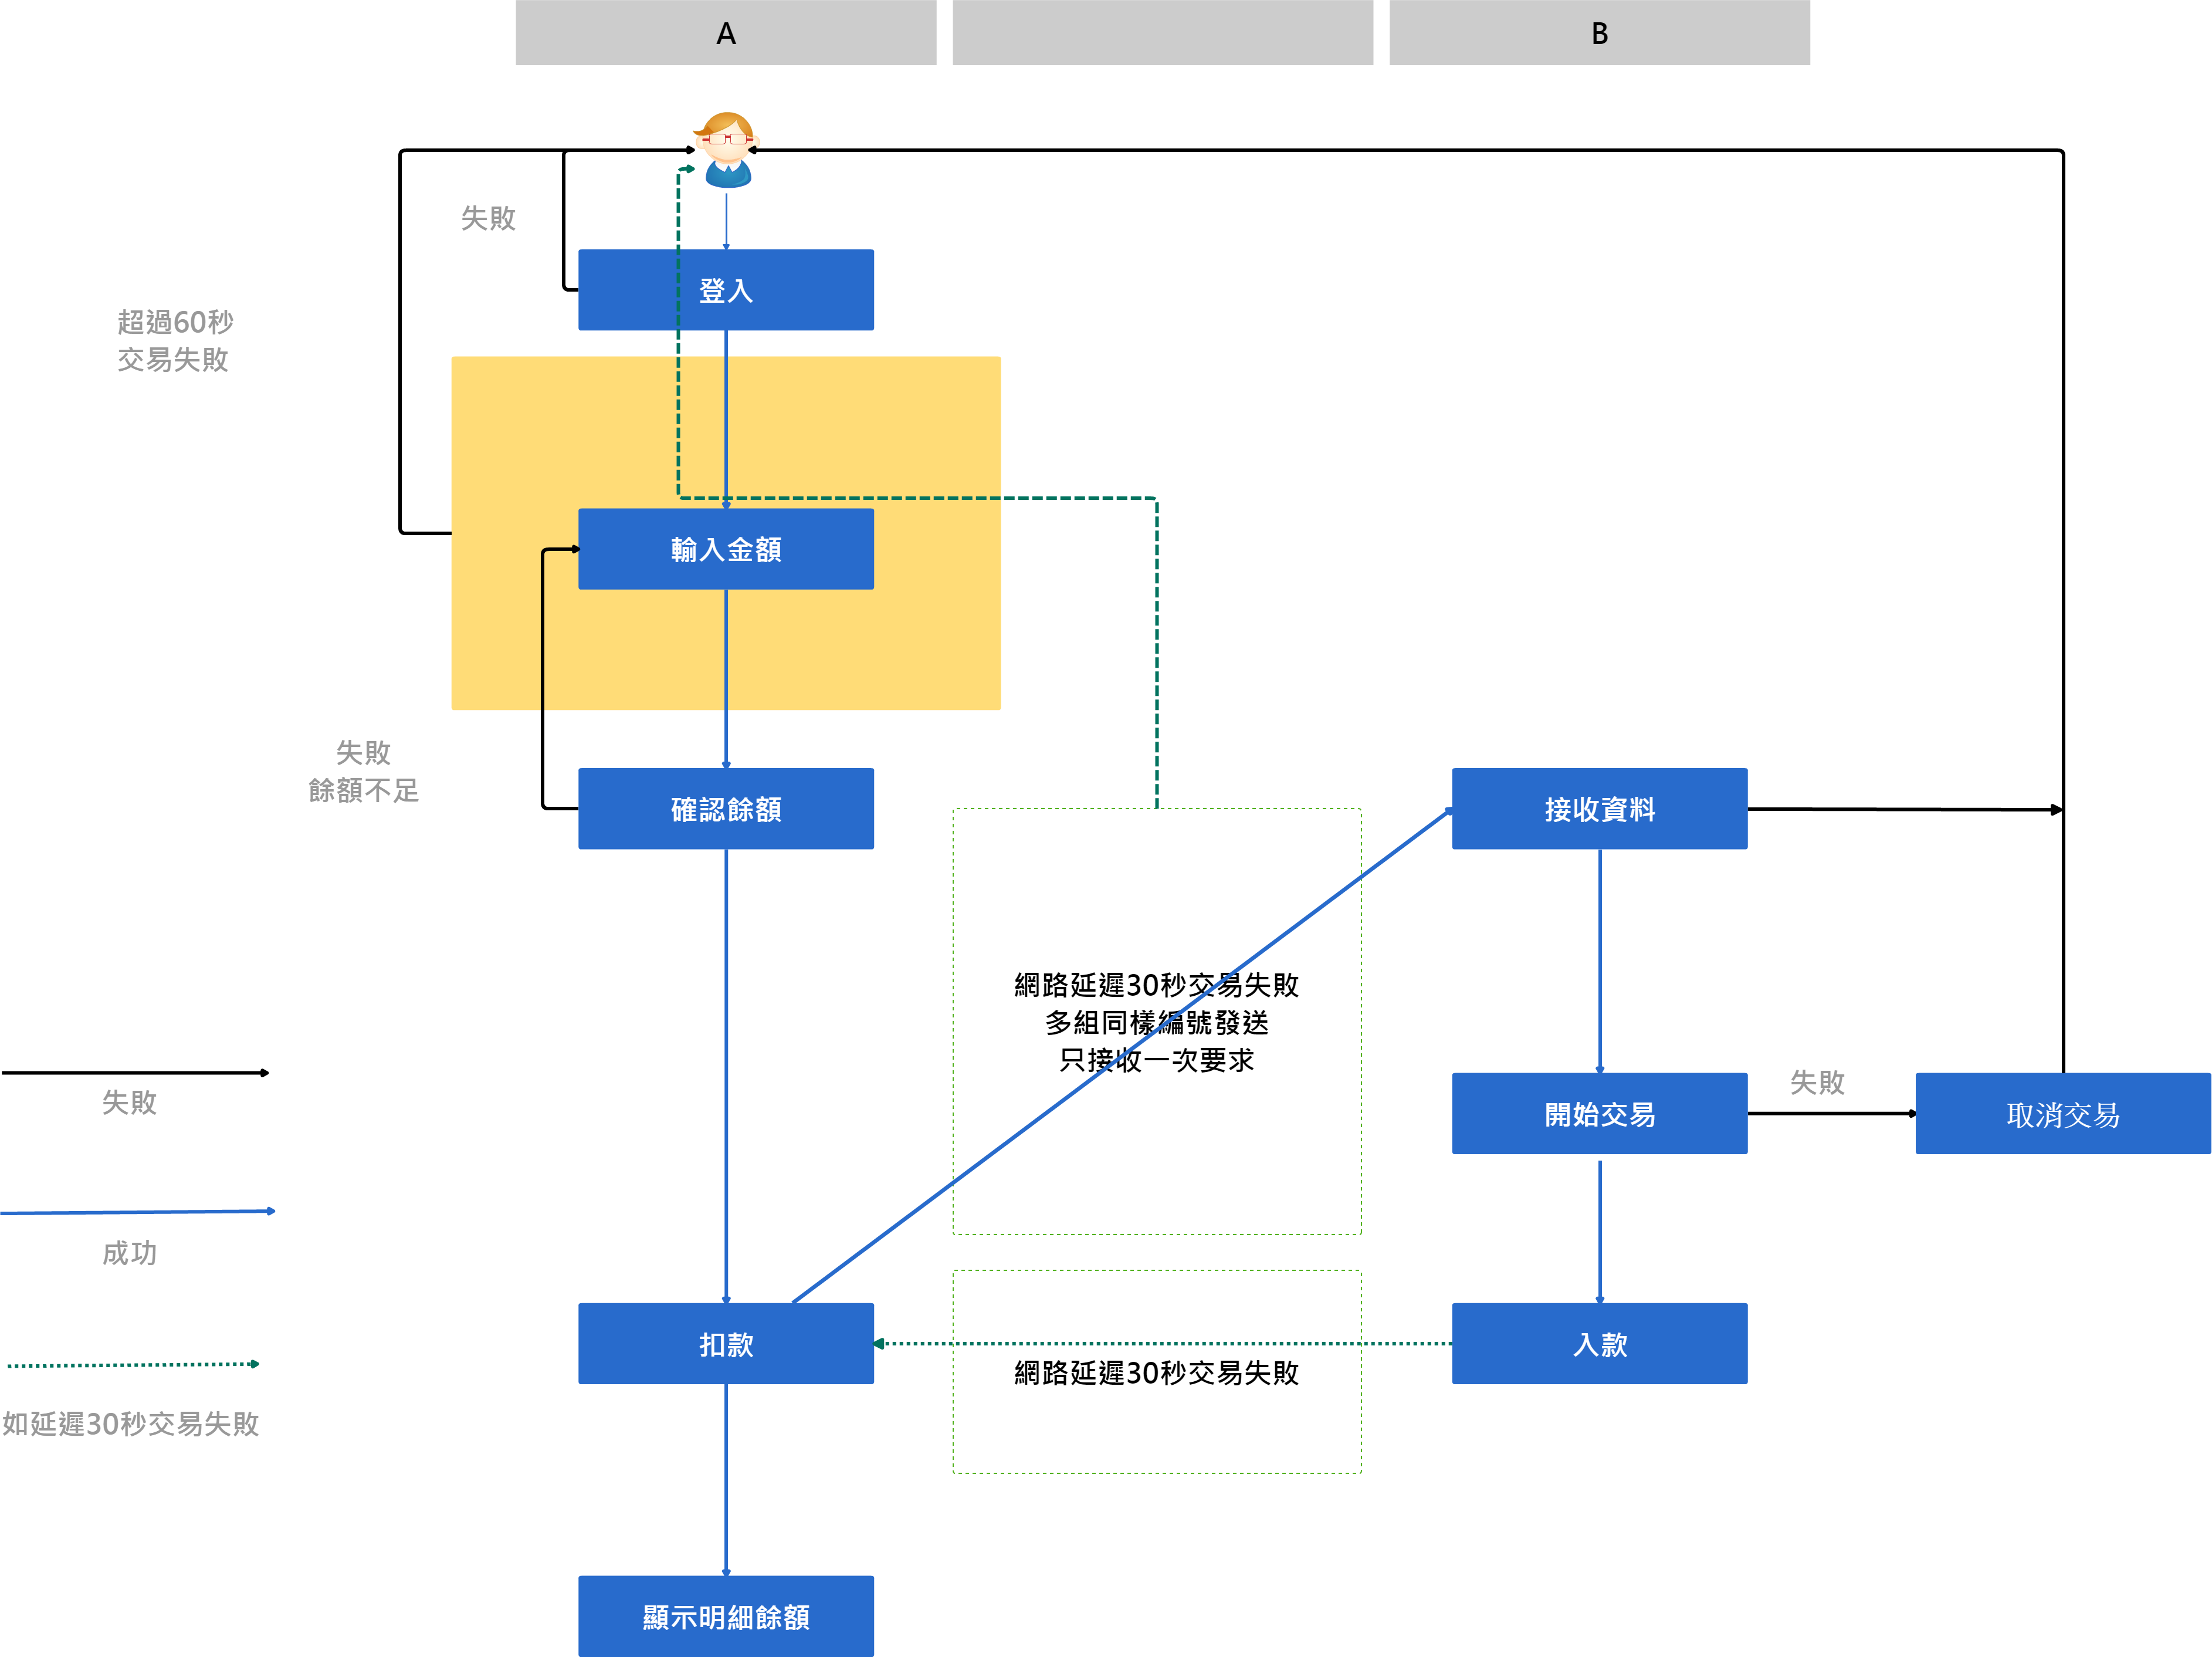 A
B
失敗
登入
超過60秒
交易失敗
輸入金額
失敗
餘額不足
確認餘額
接收資料
網路延遲30秒交易失敗
多組同樣編號發送
只接收一次要求
失敗
開始交易
失敗
取消交易
成功
扣款
入款
網路延遲30秒交易失敗
如延遲30秒交易失敗
顯示明細餘額